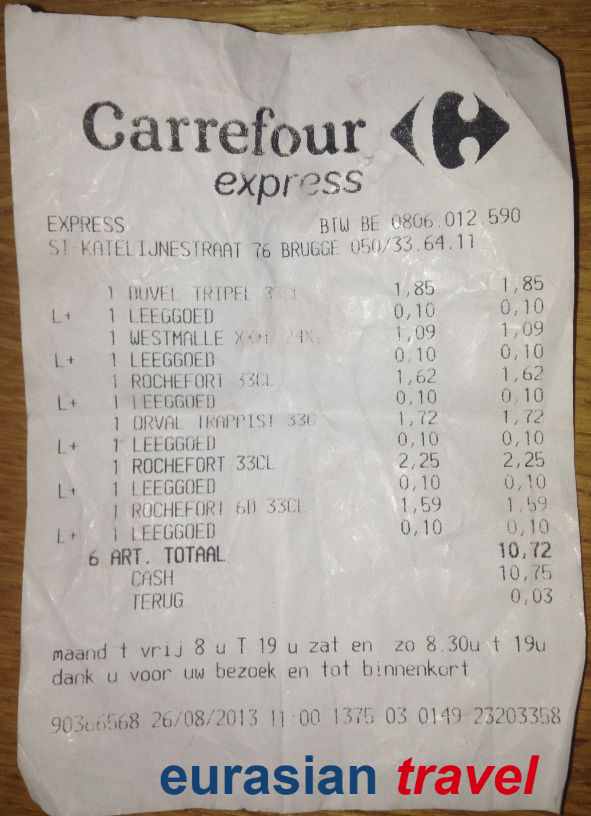 Carrefour
express
EXPRESS BTW BE 0806.012.590
ST KATELIJNESTRAAT 76 BRUGGE 050/33.64.11
1 DUVEL TRIPEL 1,85 1,85
L+ 1 LEEGGOED 0,10 0,10
1 WESTMALLE 1,09 1,09
L+ 1 LEEGGOED 0,10 0,10
1 ROCHEFORT 33CL 1,62 1,62
L+ 1 LEEGGOED 0,10 0,10
1 ORVAL TRAPPIST 33C 1,72 1,72
L+ 1 LEEGGOED 0,10 0,10
1 ROCHEFORT 33CL 2,25 2,25
L+ 1 LEEGGOED 0,10 0,10
1 ROCHEFORT 6D 33CL 1,59 1,59
L+ 1 LEEGGOED 0,10 0,10
6 ART. TOTAAL 10,72
CASH 10,75
TERUG 0,03
maand t vrij 8 u T 19 u zat en zo 8.30u t 19u
dank u voor uw bezoek en tot binnenkort
26/08/2013 11:00 1375 03 0149 23203358
eurasian travel